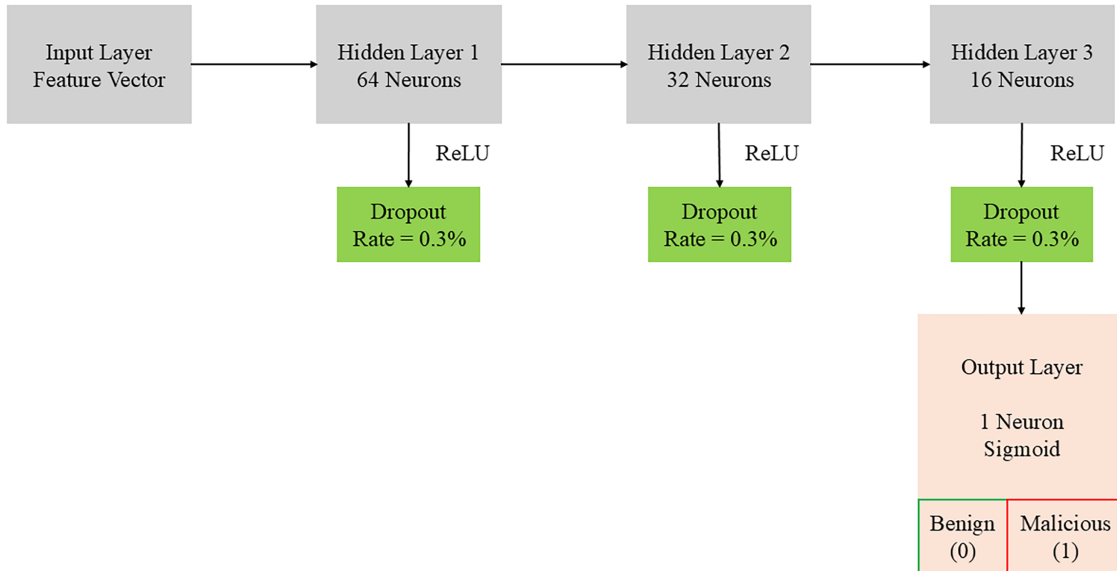 Input Layer
Feature Vector
Hidden Layer 1
64 Neurons
Hidden Layer 2
32 Neurons
Hidden Layer 3
16 Neurons
ReLU
ReLU
ReLU
Dropout
Rate = 0.3%
Dropout
Rate = 0.3%
Dropout
Rate = 0.3%
Output Layer
1 Neuron
Sigmoid
Benign
(0)
Malicious
(1)